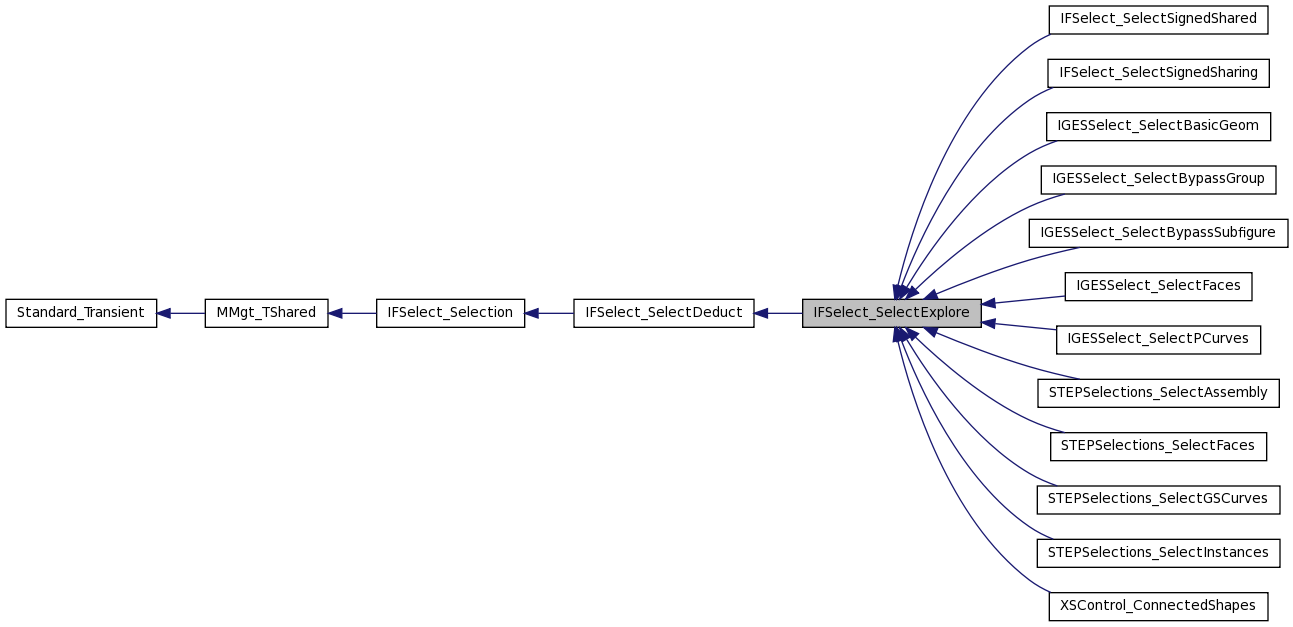 IFSelect_SelectSignedShared
IFSelect_SelectSignedSharing
IGESSelect_SelectBasicGeom
IGESSelect_SelectBypassGroup
IGESSelect_SelectBypassSubfigure
IGESSelect_SelectFaces
Standard_Transient
MMgt_TShared
IFSelect_Selection
IFSelect_SelectDeduct
IFSelect_SelectExplore
IGESSelect_SelectPCurves
STEPSelections_SelectAssembly
STEPSelections_SelectFaces
STEPSelections_SelectGSCurves
STEPSelections_SelectInstances
XSControl_ConnectedShapes